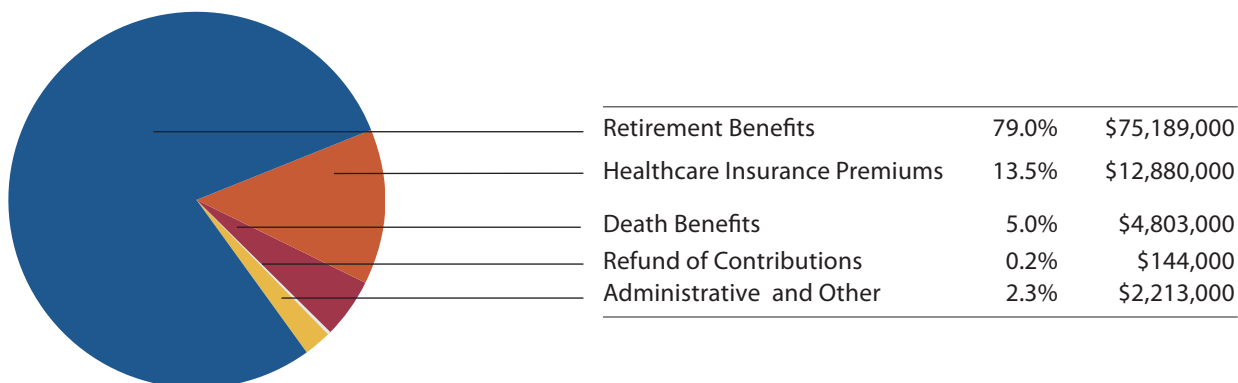 Retirement Benefits 79.0% $75,189,000
Healthcare Insurance Premiums 13.5% $12,880,000
Death Benefits 5.0% $4,803,000
Refund of Contributions 0.2% $144,000
Administrative and Other 2.3% $2,213,000